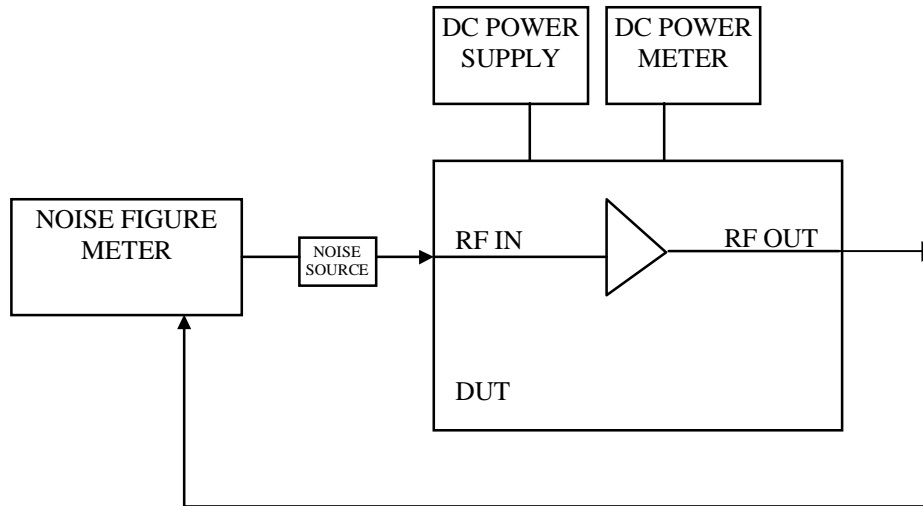 DC POWER
SUPPLY
DC POWER
METER
NOISE FIGURE
METER
NOISE
SOURCE
RF IN
RF OUT
DUT